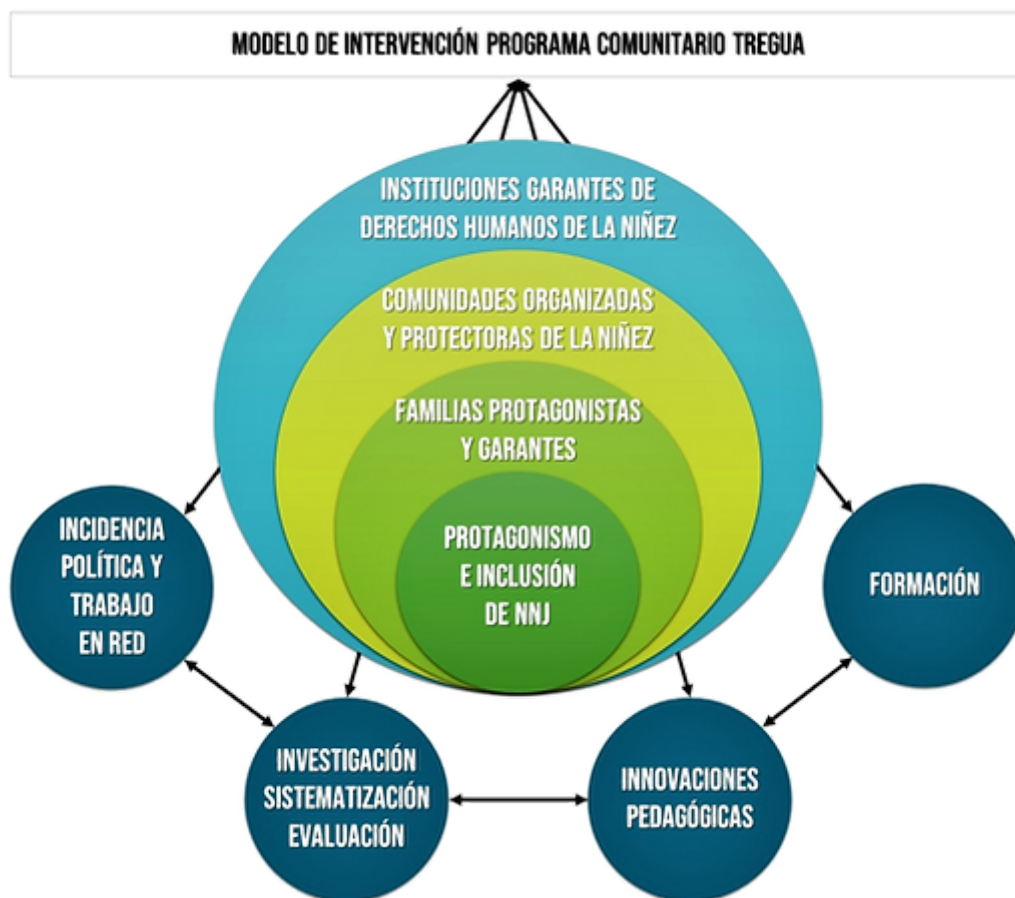 MODELO DE INTERVENCIÓN PROGRAMA COMUNITARIO TREGUA
INSTITUCIONES GARANTES DE
DERECHOS HUMANOS DE LA NIÑEZ
COMUNIDADES ORGANIZADAS
Y PROTECTORAS DE LA NIÑEZ
FAMILIAS PROTAGONISTAS
Y GARANTES
PROTAGONISMO
E INCLUSIÓN
DE NNJ
INCIDENCIA
POLÍTICA Y
TRABAJO
EN RED
INVESTIGACIÓN
SISTEMATIZACIÓN
EVALUACIÓN
INNOVACIONES
PEDAGÓGICAS
FORMACIÓN